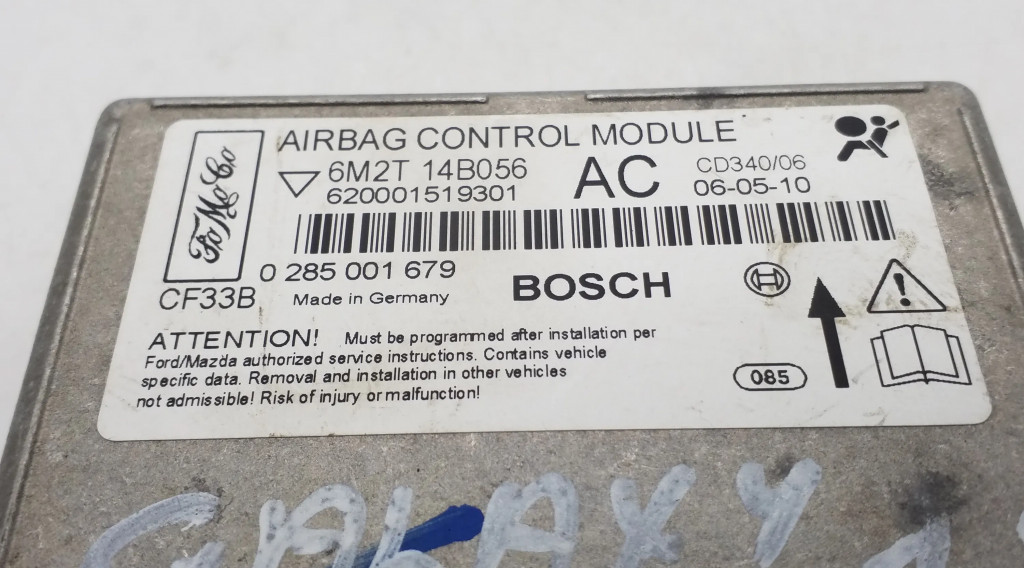 FoMoCo
AIRBAG CONTROL MODULE
6M2T 14B056
620001519301
AC
CD340/06
06-05-10
0 285 001 679
CF33B
Made in Germany
BOSCH
ATTENTION! Must be programmed after installation per
Ford/Mazda authorized service instructions. Contains vehicle
specific data. Removal and installation in other vehicles
not admissible! Risk of injury or malfunction!
085
GALAXY